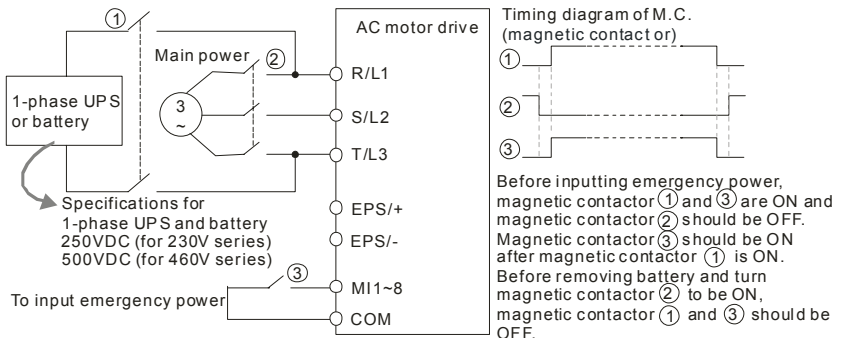 ①
Main power
②
1-phase UPS
or battery
3
~
Specifications for
1-phase UPS and battery
250VDC (for 230V series)
500VDC (for 460V series)
③
To input emergency power
AC motor drive
R/L1
S/L2
T/L3
EPS/+
EPS/-
MI1~8
COM
Timing diagram of M.C.
(magnetic contact or)
①
②
③
Before inputting emergency power,
magnetic contactor ① and ③ are ON and
magnetic contactor ② should be OFF.
Magnetic contactor ③ should be ON
after magnetic contactor ① is ON.
Before removing battery and turn
magnetic contactor ② to be ON,
magnetic contactor ① and ③ should be
OFF.